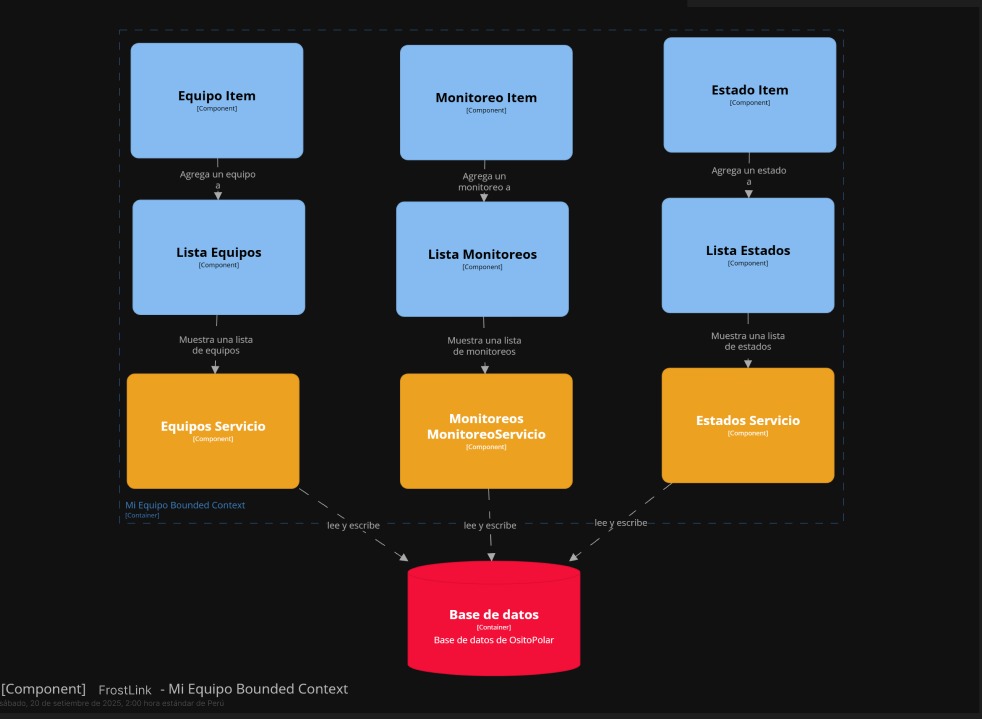 Equipo Item
[Component]
Monitoreo Item
[Component]
Estado Item
[Component]
Agrega un equipo
a
Agrega un
monitoreo a
Agrega un estado
a
Lista Equipos
[Component]
Lista Monitoreos
[Component]
Lista Estados
[Component]
Muestra una lista
de equipos
Muestra una lista
de monitoreos
Muestra una lista
de estados
Equipos Servicio
[Component]
Monitoreos
MonitoreoServicio
[Component]
Estados Servicio
[Component]
Mi Equipo Bounded Context
[Container]
lee y escribe
lee y escribe
lee y escribe
Base de datos
[Container]
Base de datos de OsitoPolar
[Component] FrostLink - Mi Equipo Bounded Context
sábado, 20 de setiembre de 2025, 2:00 hora estándar de Perú